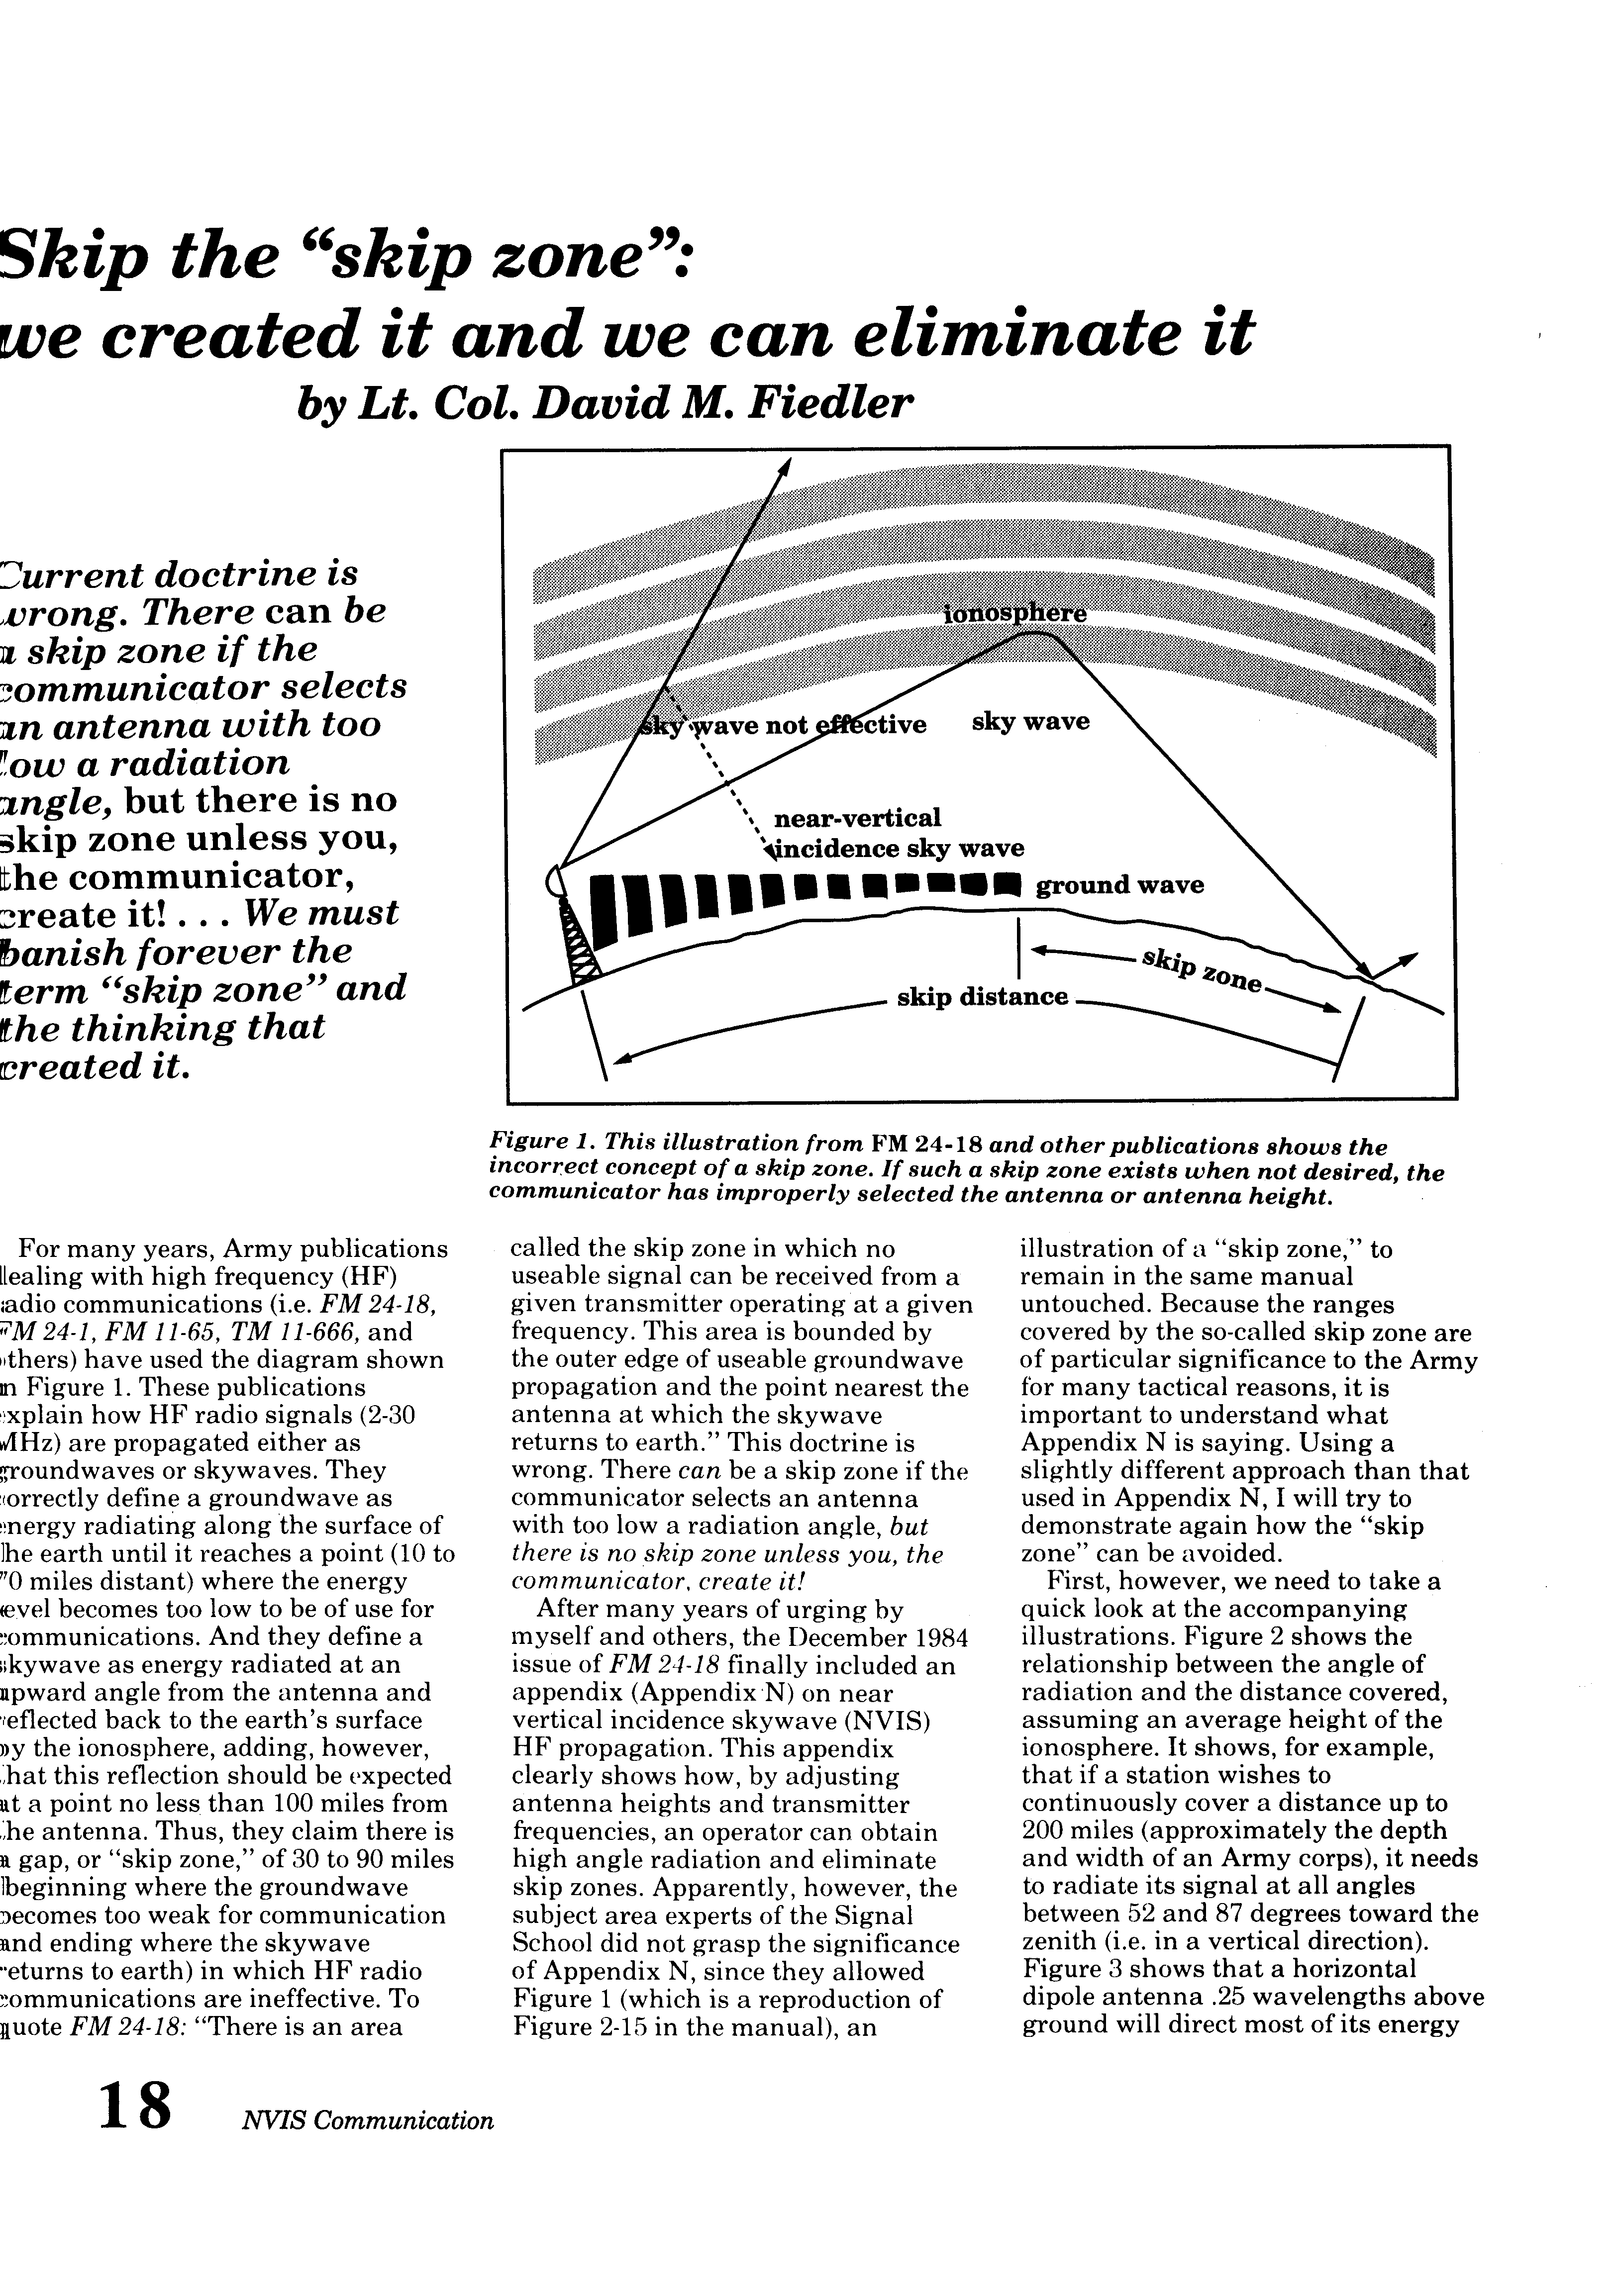 Skip the “skip zone”:
we created it and we can eliminate it
by Lt. Col. David M. Fiedler
Current doctrine is
wrong. There can be
a skip zone if the
communicator selects
an antenna with too
low a radiation
angle, but there is no
skip zone unless you,
the communicator,
create it! . . . We must
banish forever the
term “skip zone” and
the thinking that
created it.
ionosphere
sky wave not effective
sky wave
near-vertical
incidence sky wave
ground wave
skip zone
skip distance
Figure 1. This illustration from FM 24-18 and other publications shows the
incorrect concept of a skip zone. If such a skip zone exists when not desired, the
communicator has improperly selected the antenna or antenna height.
For many years, Army publications
dealing with high frequency (HF)
radio communications (i.e. FM 24-18,
FM 24-1, FM 11-65, TM 11-666, and
others) have used the diagram shown
in Figure 1. These publications
explain how HF radio signals (2-30
MHz) are propagated either as
groundwaves or skywaves. They
correctly define a groundwave as
energy radiating along the surface of
the earth until it reaches a point (10 to
70 miles distant) where the energy
level becomes too low to be of use for
communications. And they define a
skywave as energy radiated at an
upward angle from the antenna and
reflected back to the earth's surface
by the ionosphere, adding, however,
that this reflection should be expected
at a point no less than 100 miles from
the antenna. Thus, they claim there is
a gap, or “skip zone,” of 30 to 90 miles
beginning where the groundwave
becomes too weak for communication
and ending where the skywave
returns to earth) in which HF radio
communications are ineffective. To
quote FM 24-18: “There is an area
called the skip zone in which no
useable signal can be received from a
given transmitter operating at a given
frequency. This area is bounded by
the outer edge of useable groundwave
propagation and the point nearest the
antenna at which the skywave
returns to earth.” This doctrine is
wrong. There can be a skip zone if the
communicator selects an antenna
with too low a radiation angle, but
there is no skip zone unless you, the
communicator, create it!
After many years of urging by
myself and others, the December 1984
issue of FM 24-18 finally included an
appendix (Appendix N) on near
vertical incidence skywave (NVIS)
HF propagation. This appendix
clearly shows how, by adjusting
antenna heights and transmitter
frequencies, an operator can obtain
high angle radiation and eliminate
skip zones. Apparently, however, the
subject area experts of the Signal
School did not grasp the significance
of Appendix N, since they allowed
Figure 1 (which is a reproduction of
Figure 2-15 in the manual), an
illustration of a “skip zone,” to
remain in the same manual
untouched. Because the ranges
covered by the so-called skip zone are
of particular significance to the Army
for many tactical reasons, it is
important to understand what
Appendix N is saying. Using a
slightly different approach than that
used in Appendix N, I will try to
demonstrate again how the “skip
zone” can be avoided.
First, however, we need to take a
quick look at the accompanying
illustrations. Figure 2 shows the
relationship between the angle of
radiation and the distance covered,
assuming an average height of the
ionosphere. It shows, for example,
that if a station wishes to
continuously cover a distance up to
200 miles (approximately the depth
and width of an Army corps), it needs
to radiate its signal at all angles
between 52 and 87 degrees toward the
zenith (i.e. in a vertical direction).
Figure 3 shows that a horizontal
dipole antenna .25 wavelengths above
ground will direct most of its energy
18
NVIS Communication